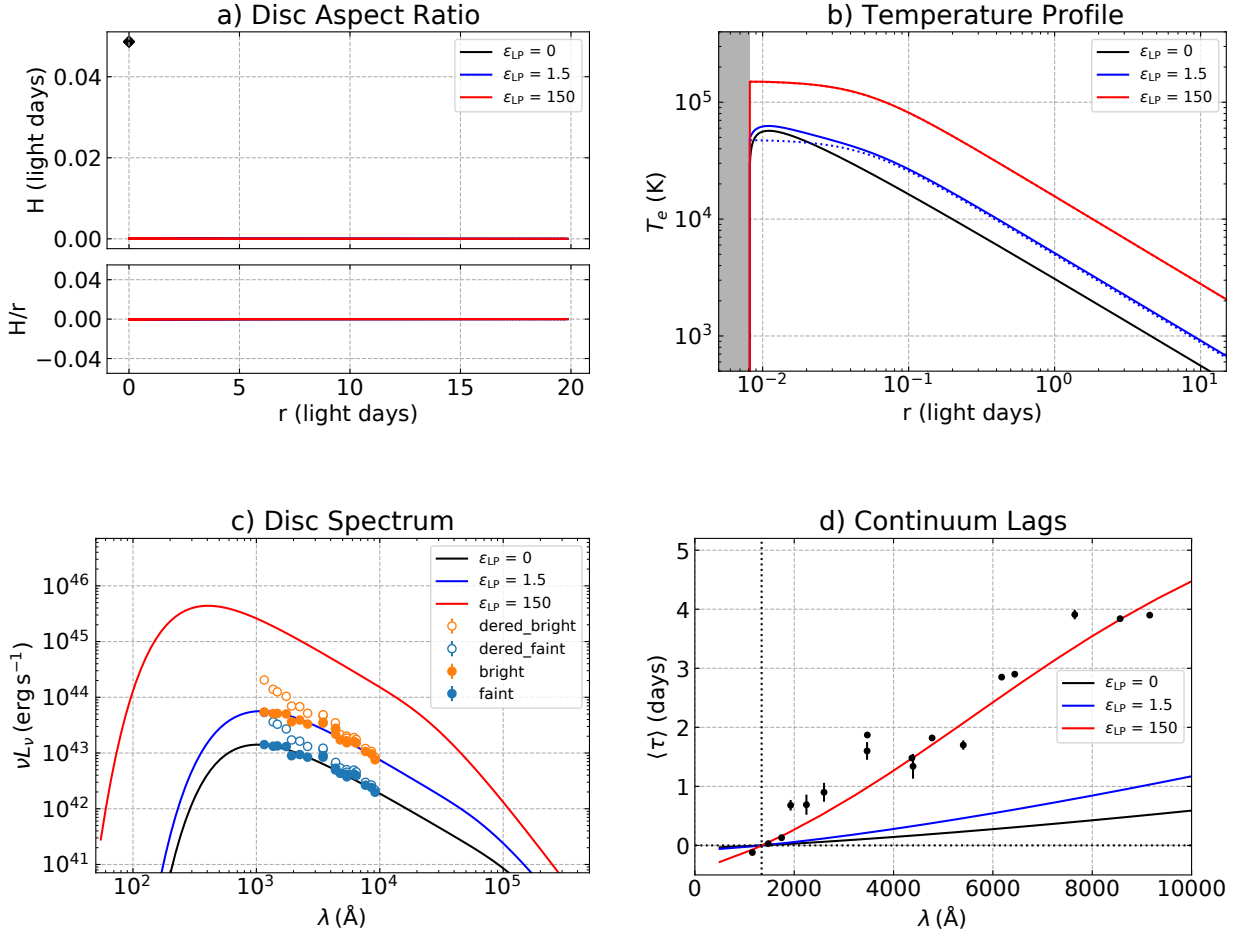 a) Disc Aspect Ratio
H (light days)
0.04
0.02
0.00
ε_LP = 0
ε_LP = 1.5
ε_LP = 150
H/r
0.04
0.00
−0.04
0 5 10 15 20
r (light days)
b) Temperature Profile
T_e (K)
10^5
10^4
10^3
ε_LP = 0
ε_LP = 1.5
ε_LP = 150
10^−2 10^−1 10^0 10^1
r (light days)
c) Disc Spectrum
νL_ν (erg s^−1)
10^46
10^45
10^44
10^43
10^42
10^41
ε_LP = 0
ε_LP = 1.5
ε_LP = 150
dered_bright
dered_faint
bright
faint
10^2 10^3 10^4 10^5
λ (Å)
d) Continuum Lags
⟨τ⟩ (days)
5
4
3
2
1
0
ε_LP = 0
ε_LP = 1.5
ε_LP = 150
0 2000 4000 6000 8000 10000
λ (Å)